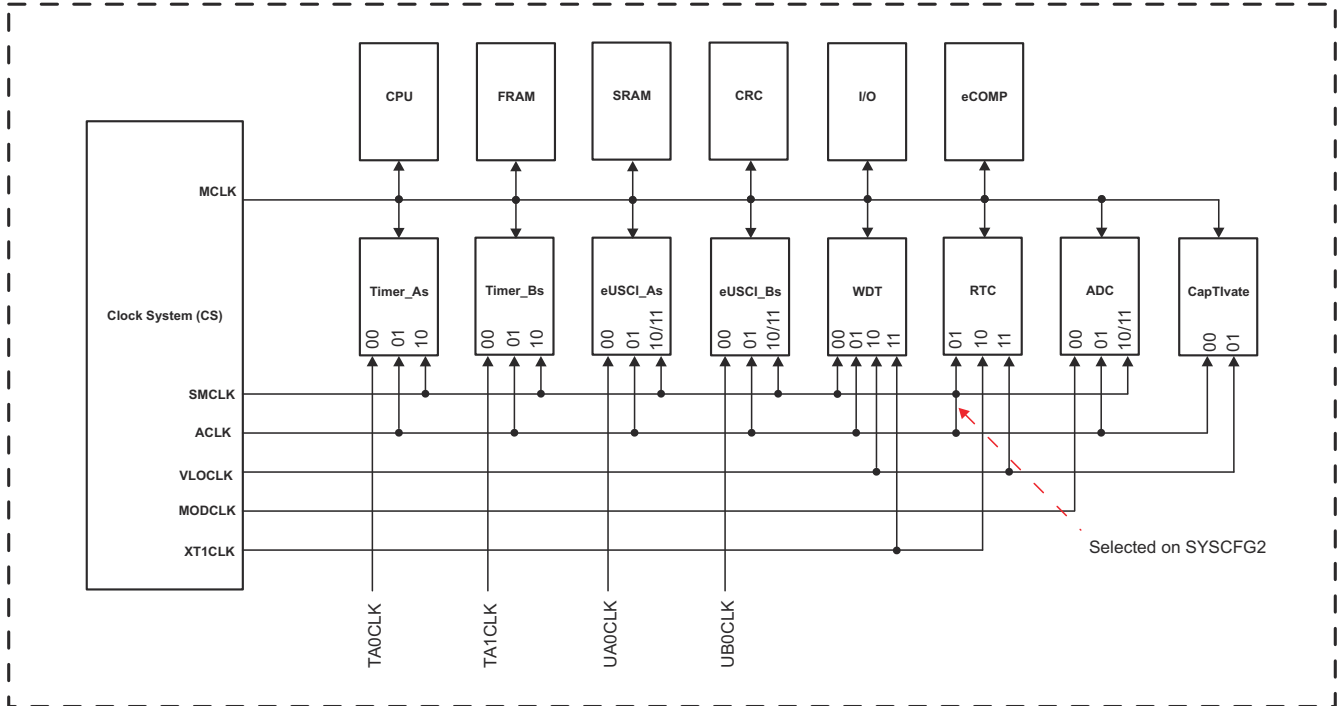 CPU
FRAM
SRAM
CRC
I/O
eCOMP
MCLK
Clock System (CS)
Timer_As
00
01
10
Timer_Bs
00
01
10
eUSCI_As
00
01
10/11
eUSCI_Bs
00
01
10/11
WDT
00
01
10
11
RTC
01
10
11
ADC
00
01
10/11
CapTIvate
00
01
SMCLK
ACLK
VLOCLK
MODCLK
XT1CLK
Selected on SYSCFG2
TA0CLK
TA1CLK
UA0CLK
UB0CLK